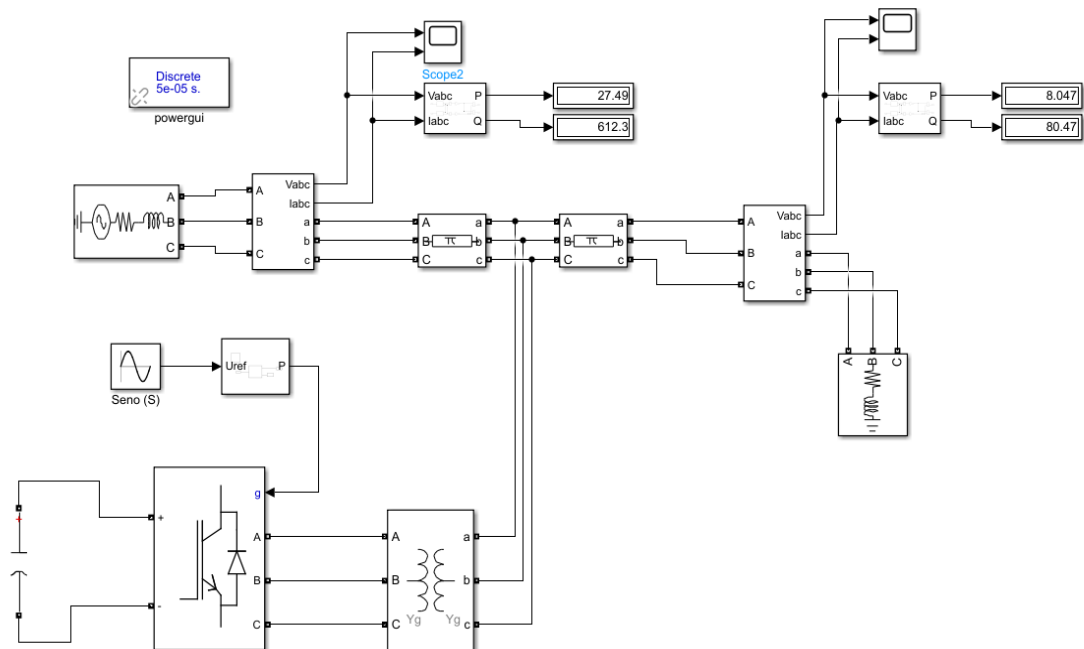 Discrete
5e-05 s.
powergui
Scope2
Vabc
Iabc
P
Q
27.49
612.3
Vabc
Iabc
P
Q
8.047
80.47
A
B
C
A
B
C
Vabc
Iabc
a
b
c
A
B
C
π
a
b
c
A
B
C
π
a
b
c
A
B
C
Vabc
Iabc
a
b
c
A
B
C
Seno (S)
Uref
P
g
+
-
A
B
C
+
A
B
C
Yg
Yg
a
b
c